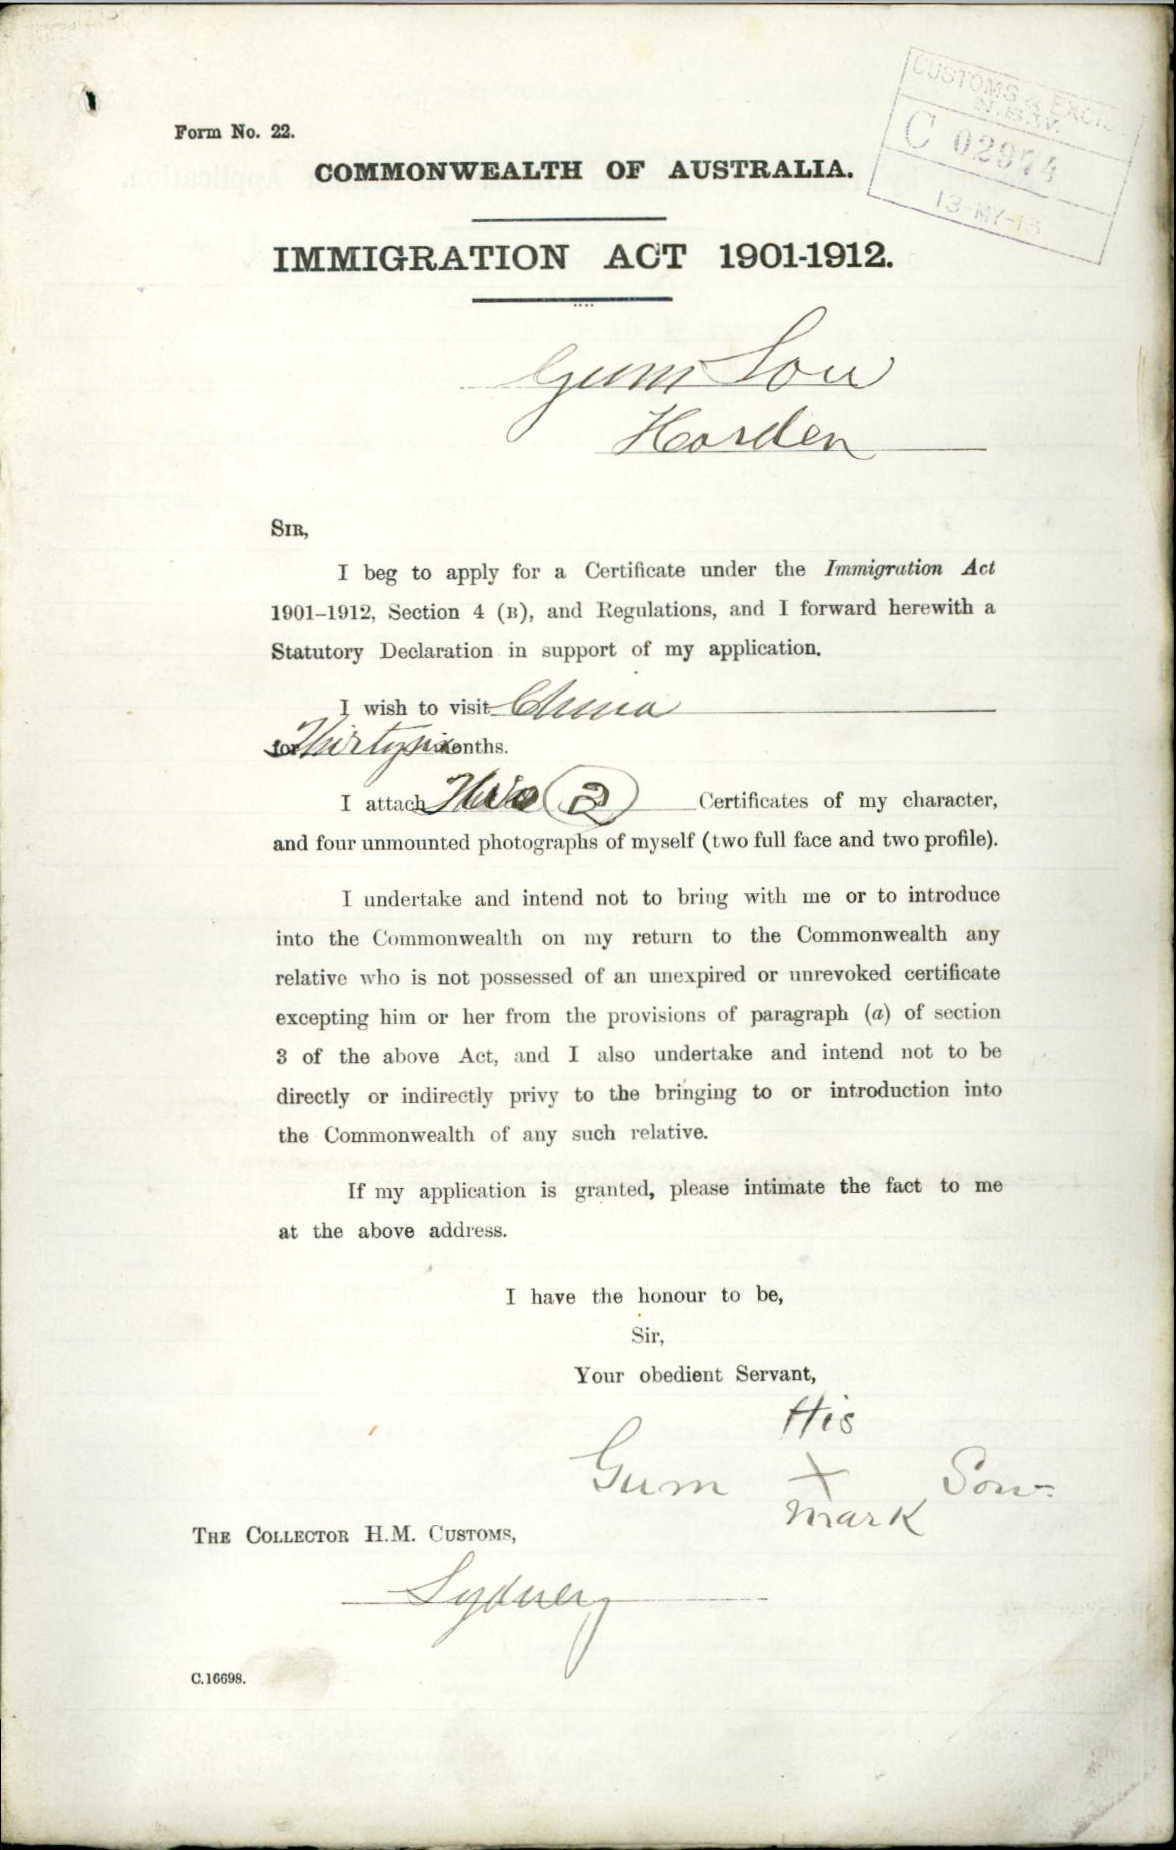 CUSTOMS & EXCISE
N.S.W.
C 02974
13-MY-13
Form No. 22.
COMMONWEALTH OF AUSTRALIA.
IMMIGRATION ACT 1901-1912.
Gum Sou
Harden
SIR,
I beg to apply for a Certificate under the Immigration Act
1901–1912, Section 4 (B), and Regulations, and I forward herewith a
Statutory Declaration in support of my application.
I wish to visit China
for Thirtysix months.
I attach 2 Certificates of my character,
and four unmounted photographs of myself (two full face and two profile).
I undertake and intend not to bring with me or to introduce
into the Commonwealth on my return to the Commonwealth any
relative who is not possessed of an unexpired or unrevoked certificate
excepting him or her from the provisions of paragraph (a) of section
3 of the above Act, and I also undertake and intend not to be
directly or indirectly privy to the bringing to or introduction into
the Commonwealth of any such relative.
If my application is granted, please intimate the fact to me
at the above address.
I have the honour to be,
Sir,
Your obedient Servant,
His
Gum X Sou
mark
THE COLLECTOR H.M. CUSTOMS,
Sydney
C.16698.